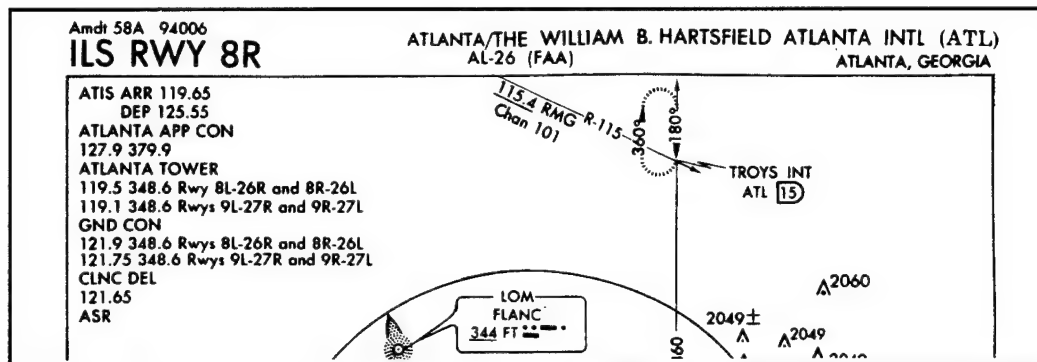 Amdt 58A 94006
ILS RWY 8R
ATLANTA/THE WILLIAM B. HARTSFIELD ATLANTA INTL (ATL)
AL-26 (FAA)
ATLANTA, GEORGIA
ATIS ARR 119.65
DEP 125.55
ATLANTA APP CON
127.9 379.9
ATLANTA TOWER
119.5 348.6 Rwy 8L-26R and 8R-26L
119.1 348.6 Rwys 9L-27R and 9R-27L
GND CON
121.9 348.6 Rwys 8L-26R and 8R-26L
121.75 348.6 Rwys 9L-27R and 9R-27L
CLNC DEL
121.65
ASR
115.4 RMG R-115
Chan 101
360°
180°
TROYS INT
ATL 15
LOM
FLANC
344 FT
2060
2049±
2049